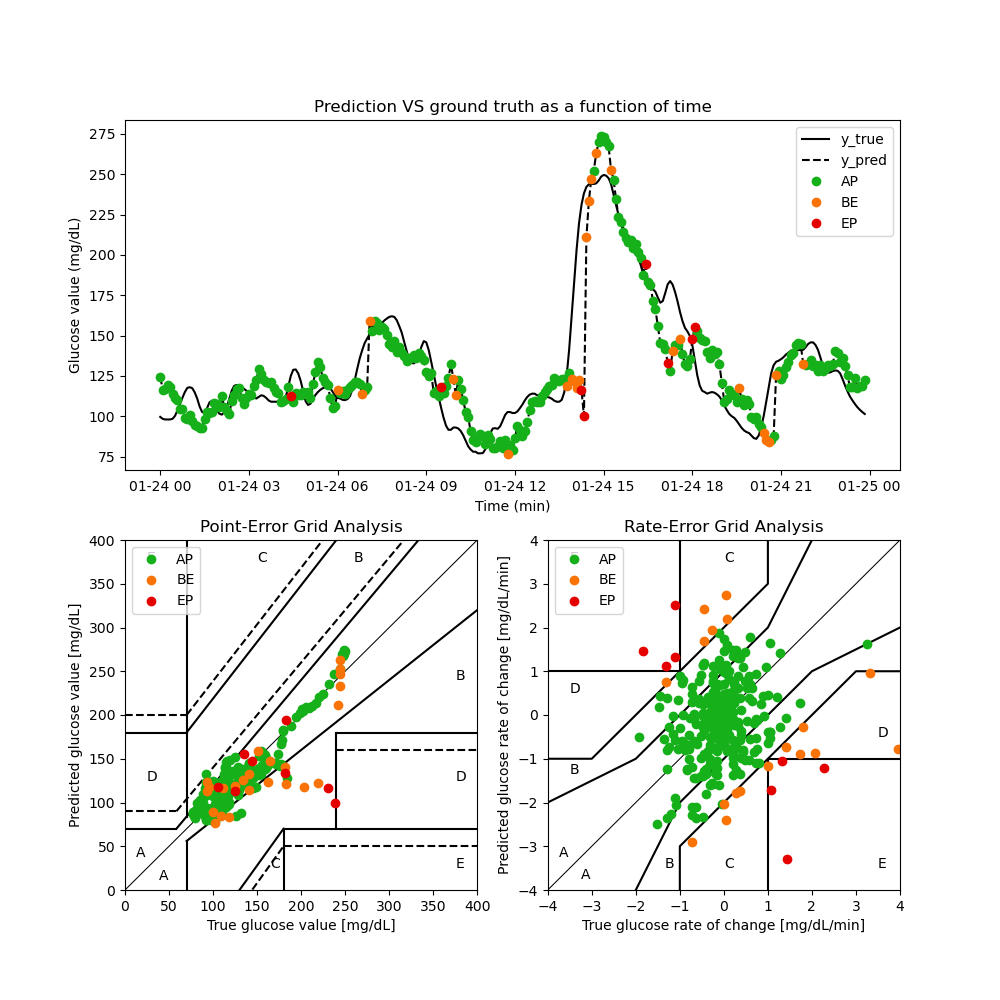 Prediction VS ground truth as a function of time
Glucose value (mg/dL)
275
250
225
200
175
150
125
100
75
y_true
y_pred
AP
BE
EP
01-24 00 01-24 03 01-24 06 01-24 09 01-24 12 01-24 15 01-24 18 01-24 21 01-25 00
Time (min)
Point-Error Grid Analysis
Predicted glucose value [mg/dL]
400
350
300
250
200
150
100
50
0
AP
BE
EP
C
B
B
D
D
A
A
C
E
0 50 100 150 200 250 300 350 400
True glucose value [mg/dL]
Rate-Error Grid Analysis
Predicted glucose rate of change [mg/dL/min]
4
3
2
1
0
−1
−2
−3
−4
AP
BE
EP
C
D
D
B
A
A
B
C
E
−4 −3 −2 −1 0 1 2 3 4
True glucose rate of change [mg/dL/min]